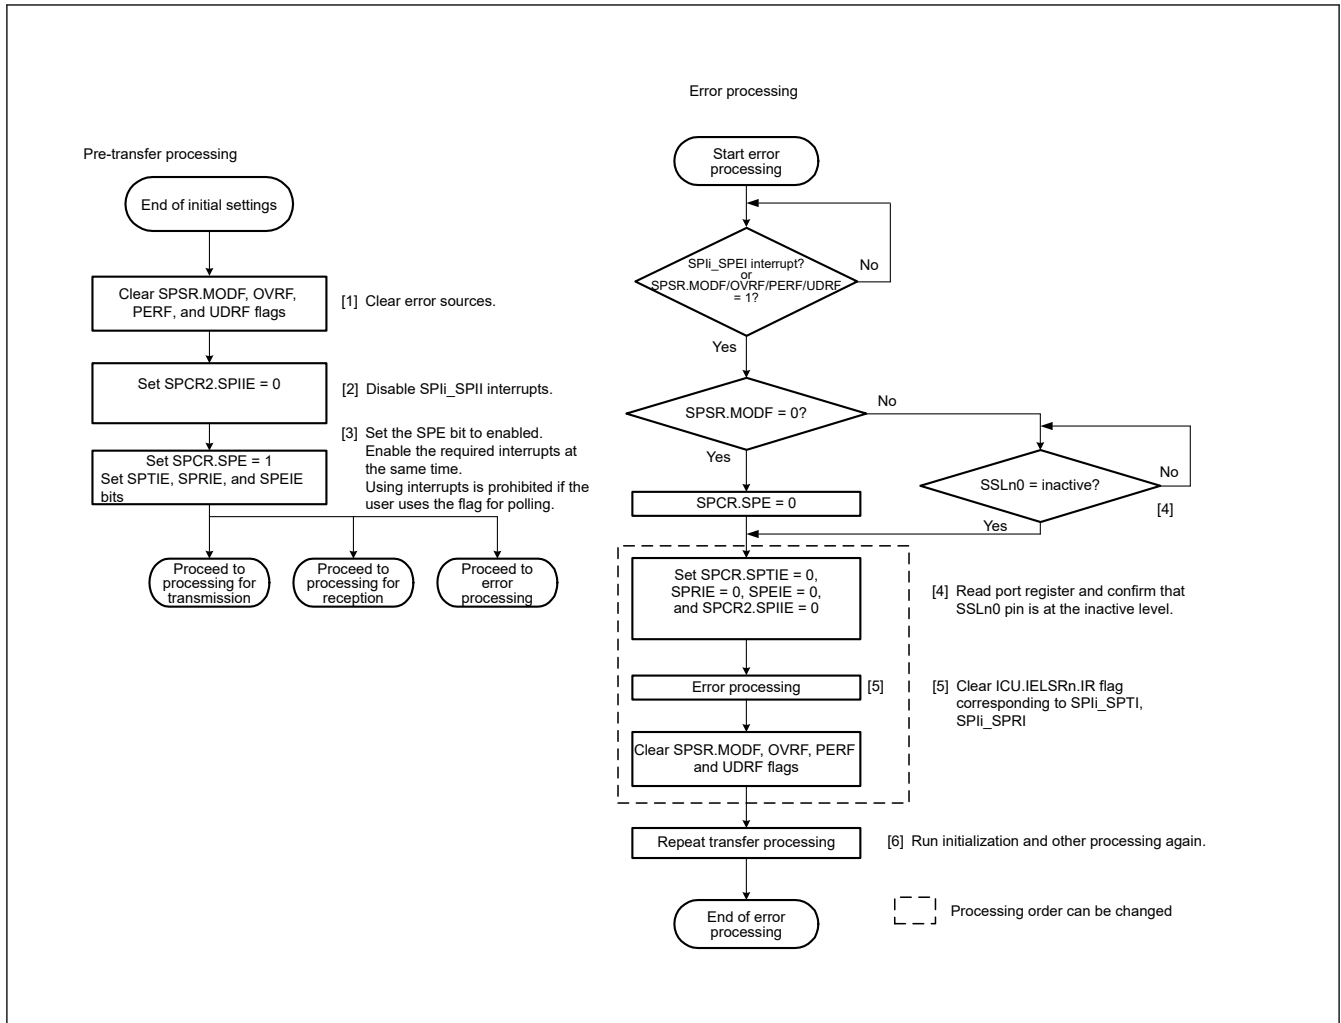 Pre-transfer processing
End of initial settings
Clear SPSR.MODF, OVRF,
PERF, and UDRF flags
[1] Clear error sources.
Set SPCR2.SPIIE = 0
[2] Disable SPIi_SPII interrupts.
Set SPCR.SPE = 1
Set SPTIE, SPRIE, and SPEIE
bits
[3] Set the SPE bit to enabled.
Enable the required interrupts at
the same time.
Using interrupts is prohibited if the
user uses the flag for polling.
Proceed to
processing for
transmission
Proceed to
processing for
reception
Proceed to
error
processing
Error processing
Start error
processing
SPIi_SPEI interrupt?
or
SPSR.MODF/OVRF/PERF/UDRF
= 1?
No
Yes
SPSR.MODF = 0?
No
Yes
SSLn0 = inactive?
No
[4]
Yes
SPCR.SPE = 0
Set SPCR.SPTIE = 0,
SPRIE = 0, SPEIE = 0,
and SPCR2.SPIIE = 0
[4] Read port register and confirm that
SSLn0 pin is at the inactive level.
Error processing
[5]
[5] Clear ICU.IELSRn.IR flag
corresponding to SPIi_SPTI,
SPIi_SPRI
Clear SPSR.MODF, OVRF, PERF
and UDRF flags
Repeat transfer processing
[6] Run initialization and other processing again.
End of error
processing
Processing order can be changed